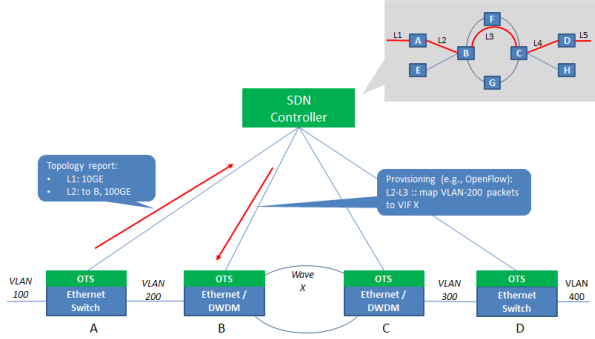 F
L1
A
L2
L3
D
L5
B
C
L4
E
H
G
SDN
Controller
Topology report:
• L1: 10GE
• L2: to B, 100GE
Provisioning (e.g., OpenFlow):
L2-L3 :: map VLAN-200 packets
to VIF X
VLAN
100
OTS
Ethernet
Switch
A
VLAN
200
OTS
Ethernet /
DWDM
B
Wave
X
OTS
Ethernet /
DWDM
C
VLAN
300
OTS
Ethernet
Switch
D
VLAN
400